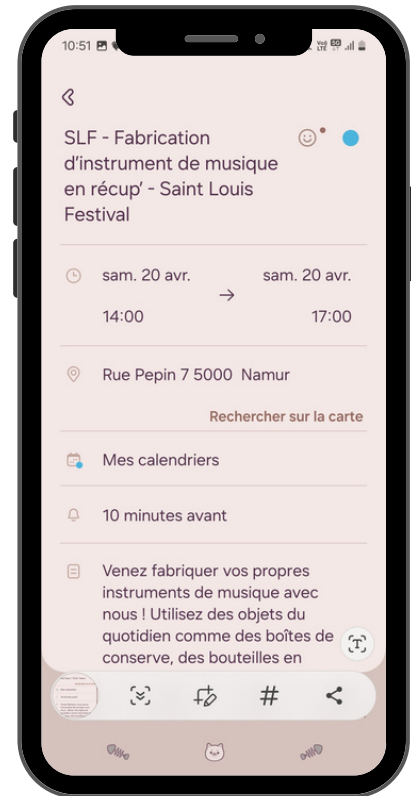 10:51
SLF - Fabrication
d'instrument de musique
en récup' - Saint Louis
Festival
sam. 20 avr.
sam. 20 avr.
14:00
17:00
Rue Pepin 7 5000 Namur
Rechercher sur la carte
Mes calendriers
10 minutes avant
Venez fabriquer vos propres
instruments de musique avec
nous ! Utilisez des objets du
quotidien comme des boîtes de
conserve, des bouteilles en
T
#